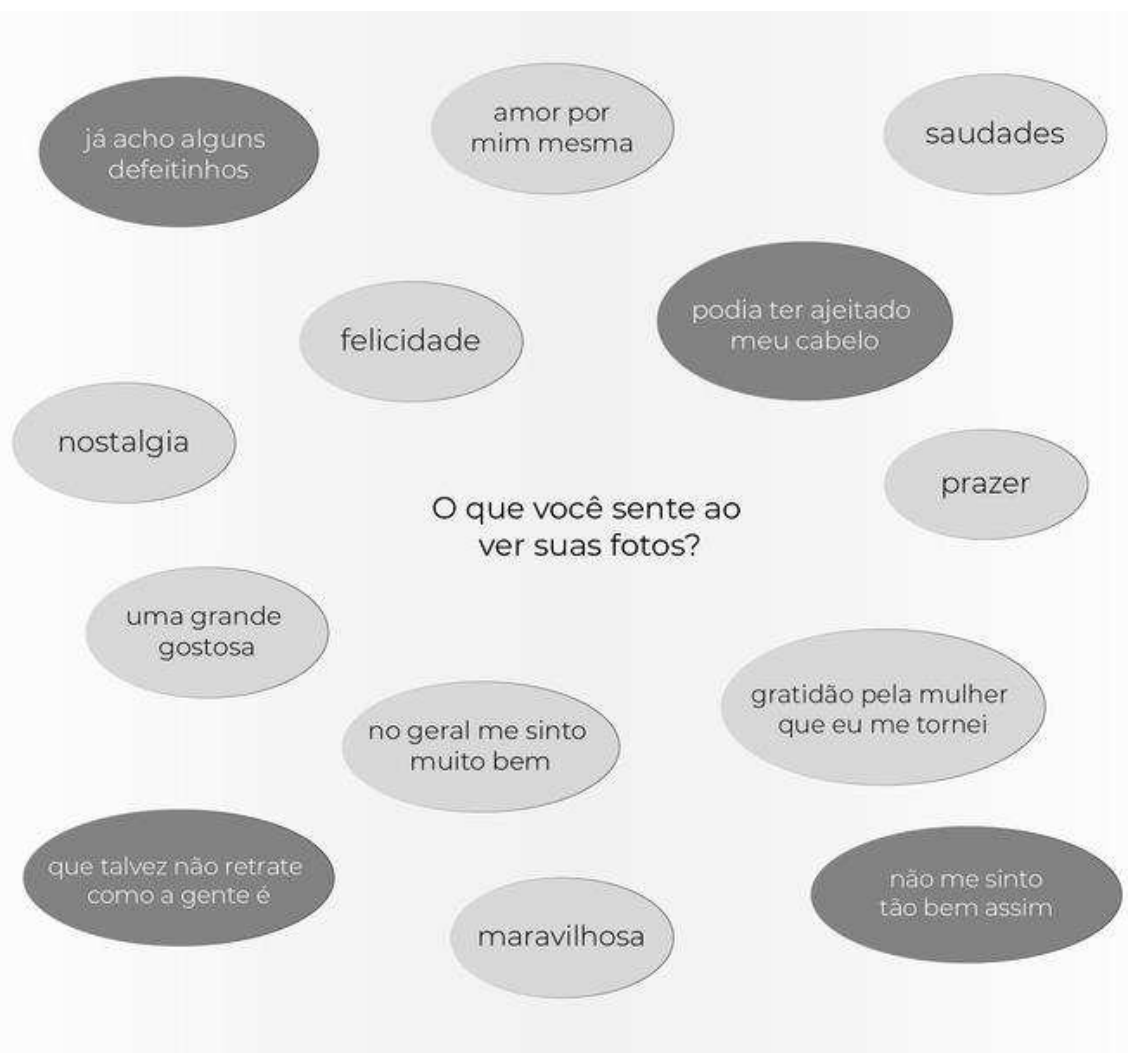 já acho alguns
defeitinhos
amor por
mim mesma
saudades
podia ter ajeitado
meu cabelo
felicidade
nostalgia
prazer
O que você sente ao
ver suas fotos?
uma grande
gostosa
gratidão pela mulher
que eu me tornei
no geral me sinto
muito bem
que talvez não retrate
como a gente é
não me sinto
tão bem assim
maravilhosa